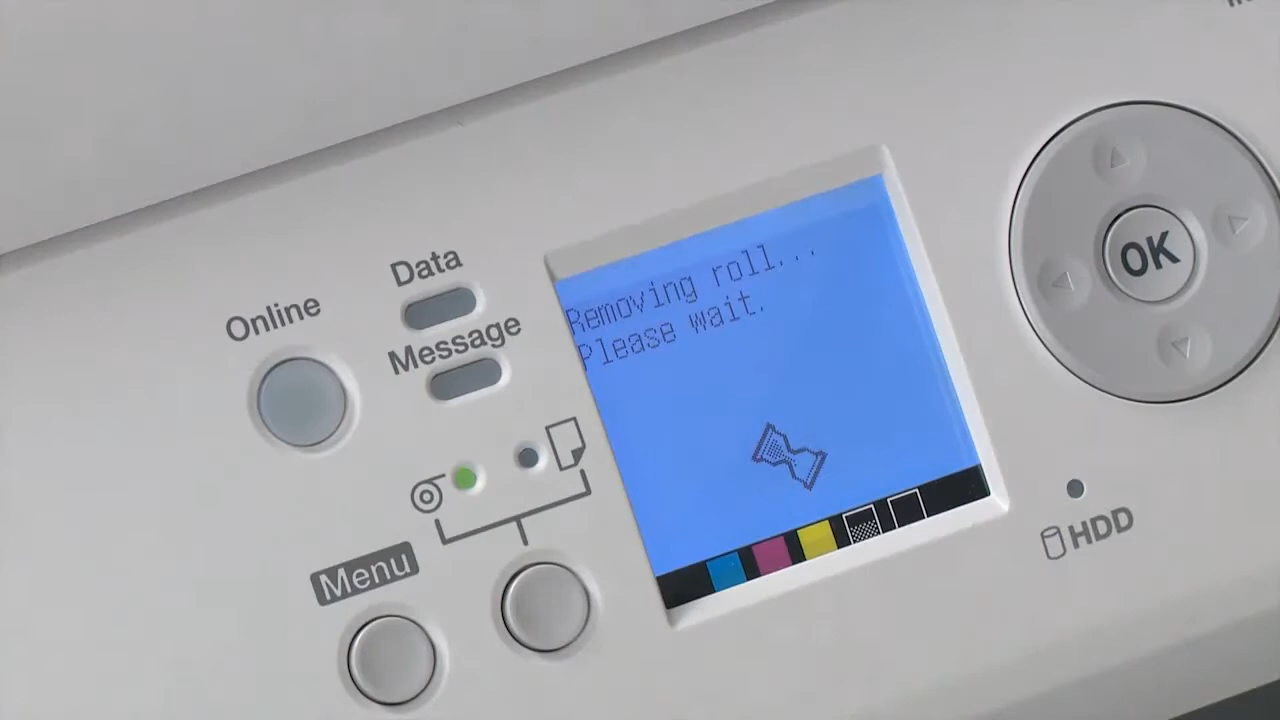 Data
Online
Message
Removing roll...
Please wait.
OK
HDD
Menu